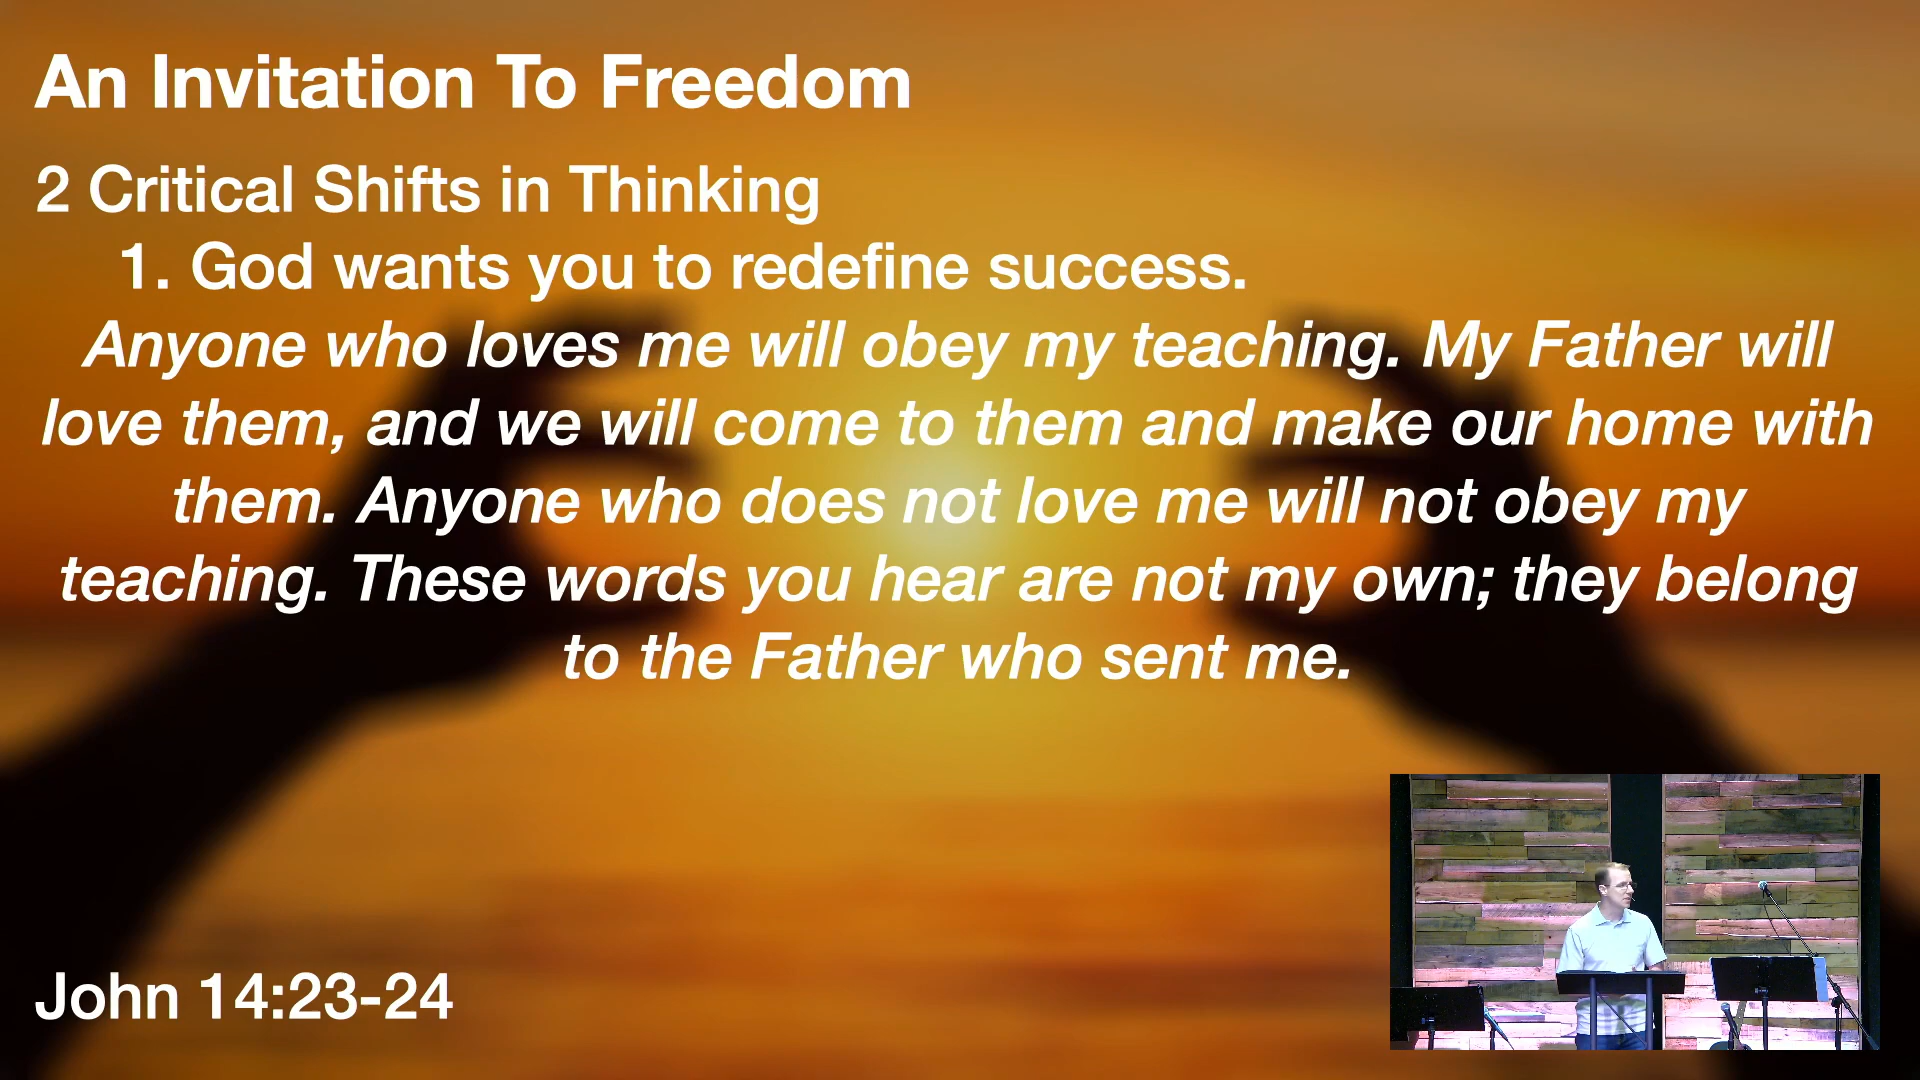 An Invitation To Freedom
2 Critical Shifts in Thinking
1. God wants you to redefine success.
Anyone who loves me will obey my teaching. My Father will
love them, and we will come to them and make our home with
them. Anyone who does not love me will not obey my
teaching. These words you hear are not my own; they belong
to the Father who sent me.
John 14:23-24